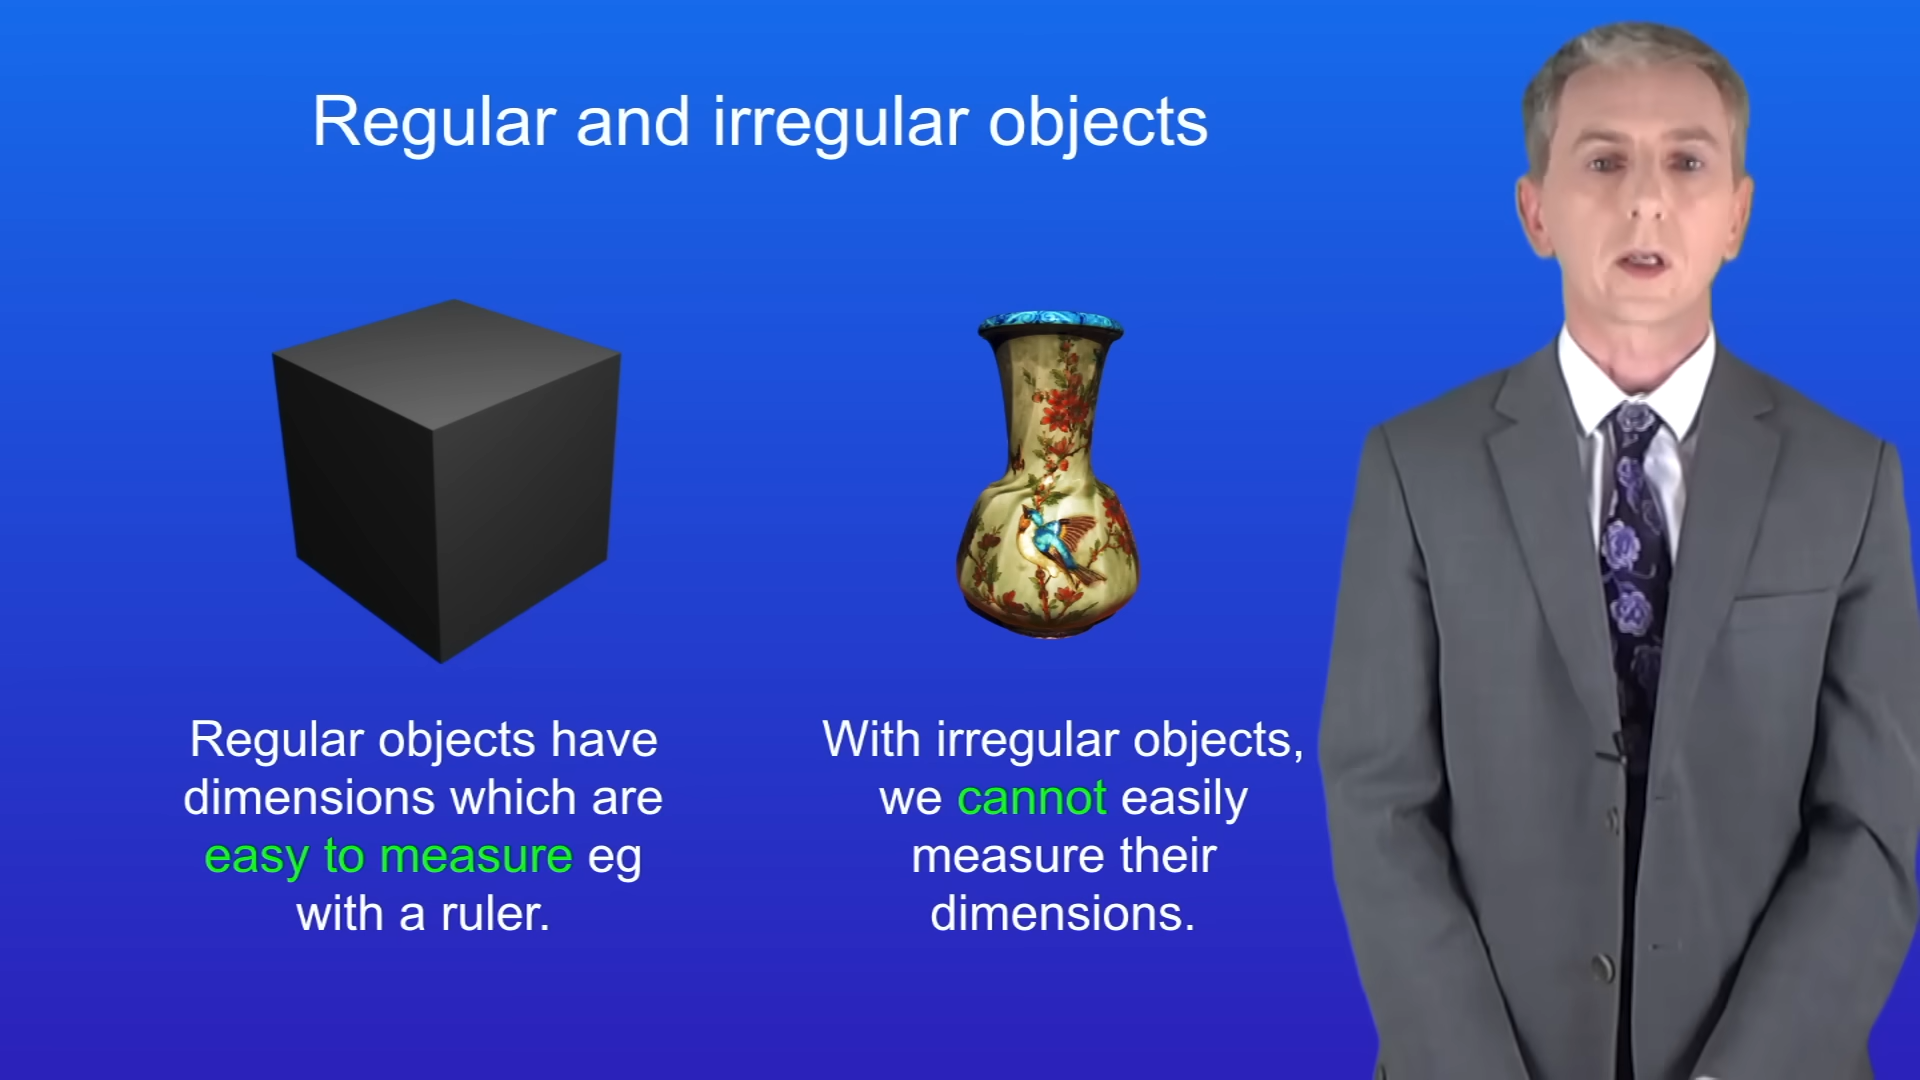 Regular and irregular objects
Regular objects have
dimensions which are
easy to measure eg
with a ruler.
With irregular objects,
we cannot easily
measure their
dimensions.